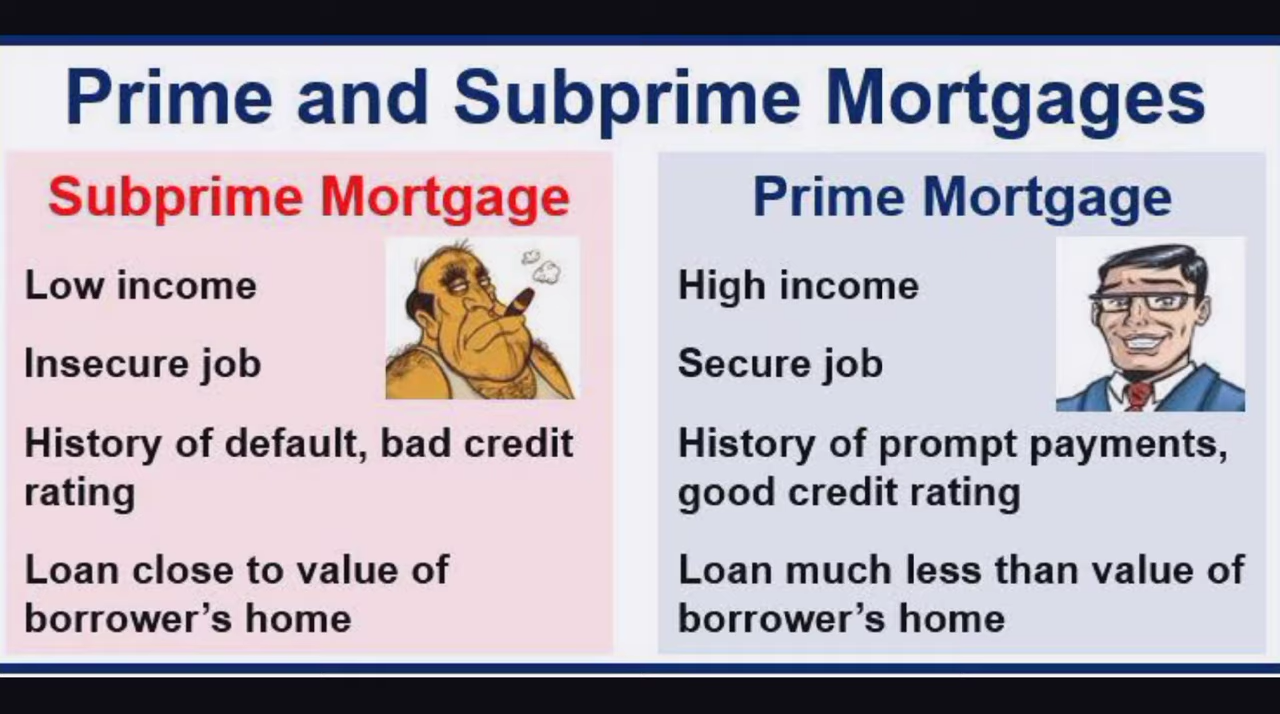 Prime and Subprime Mortgages
Subprime Mortgage
Low income
Insecure job
History of default, bad credit
rating
Loan close to value of
borrower’s home
Prime Mortgage
High income
Secure job
History of prompt payments,
good credit rating
Loan much less than value of
borrower’s home